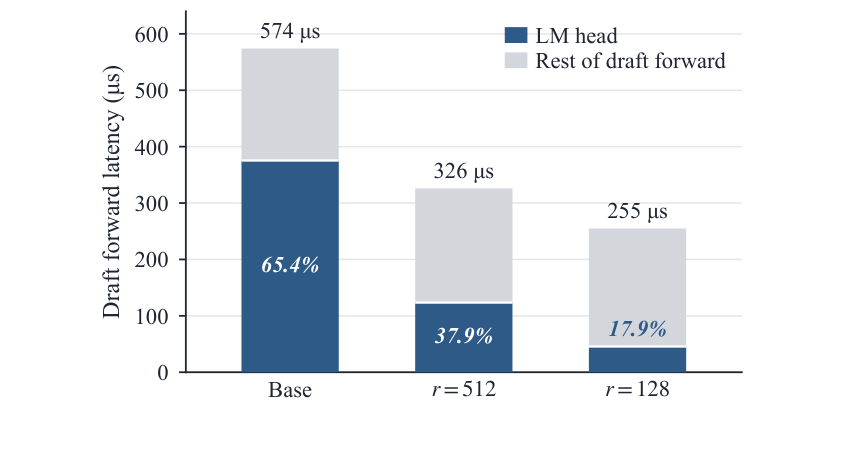 574 μs
LM head
Rest of draft forward
326 μs
255 μs
Draft forward latency (μs)
600
500
400
300
200
100
0
65.4%
37.9%
17.9%
Base
r=512
r=128